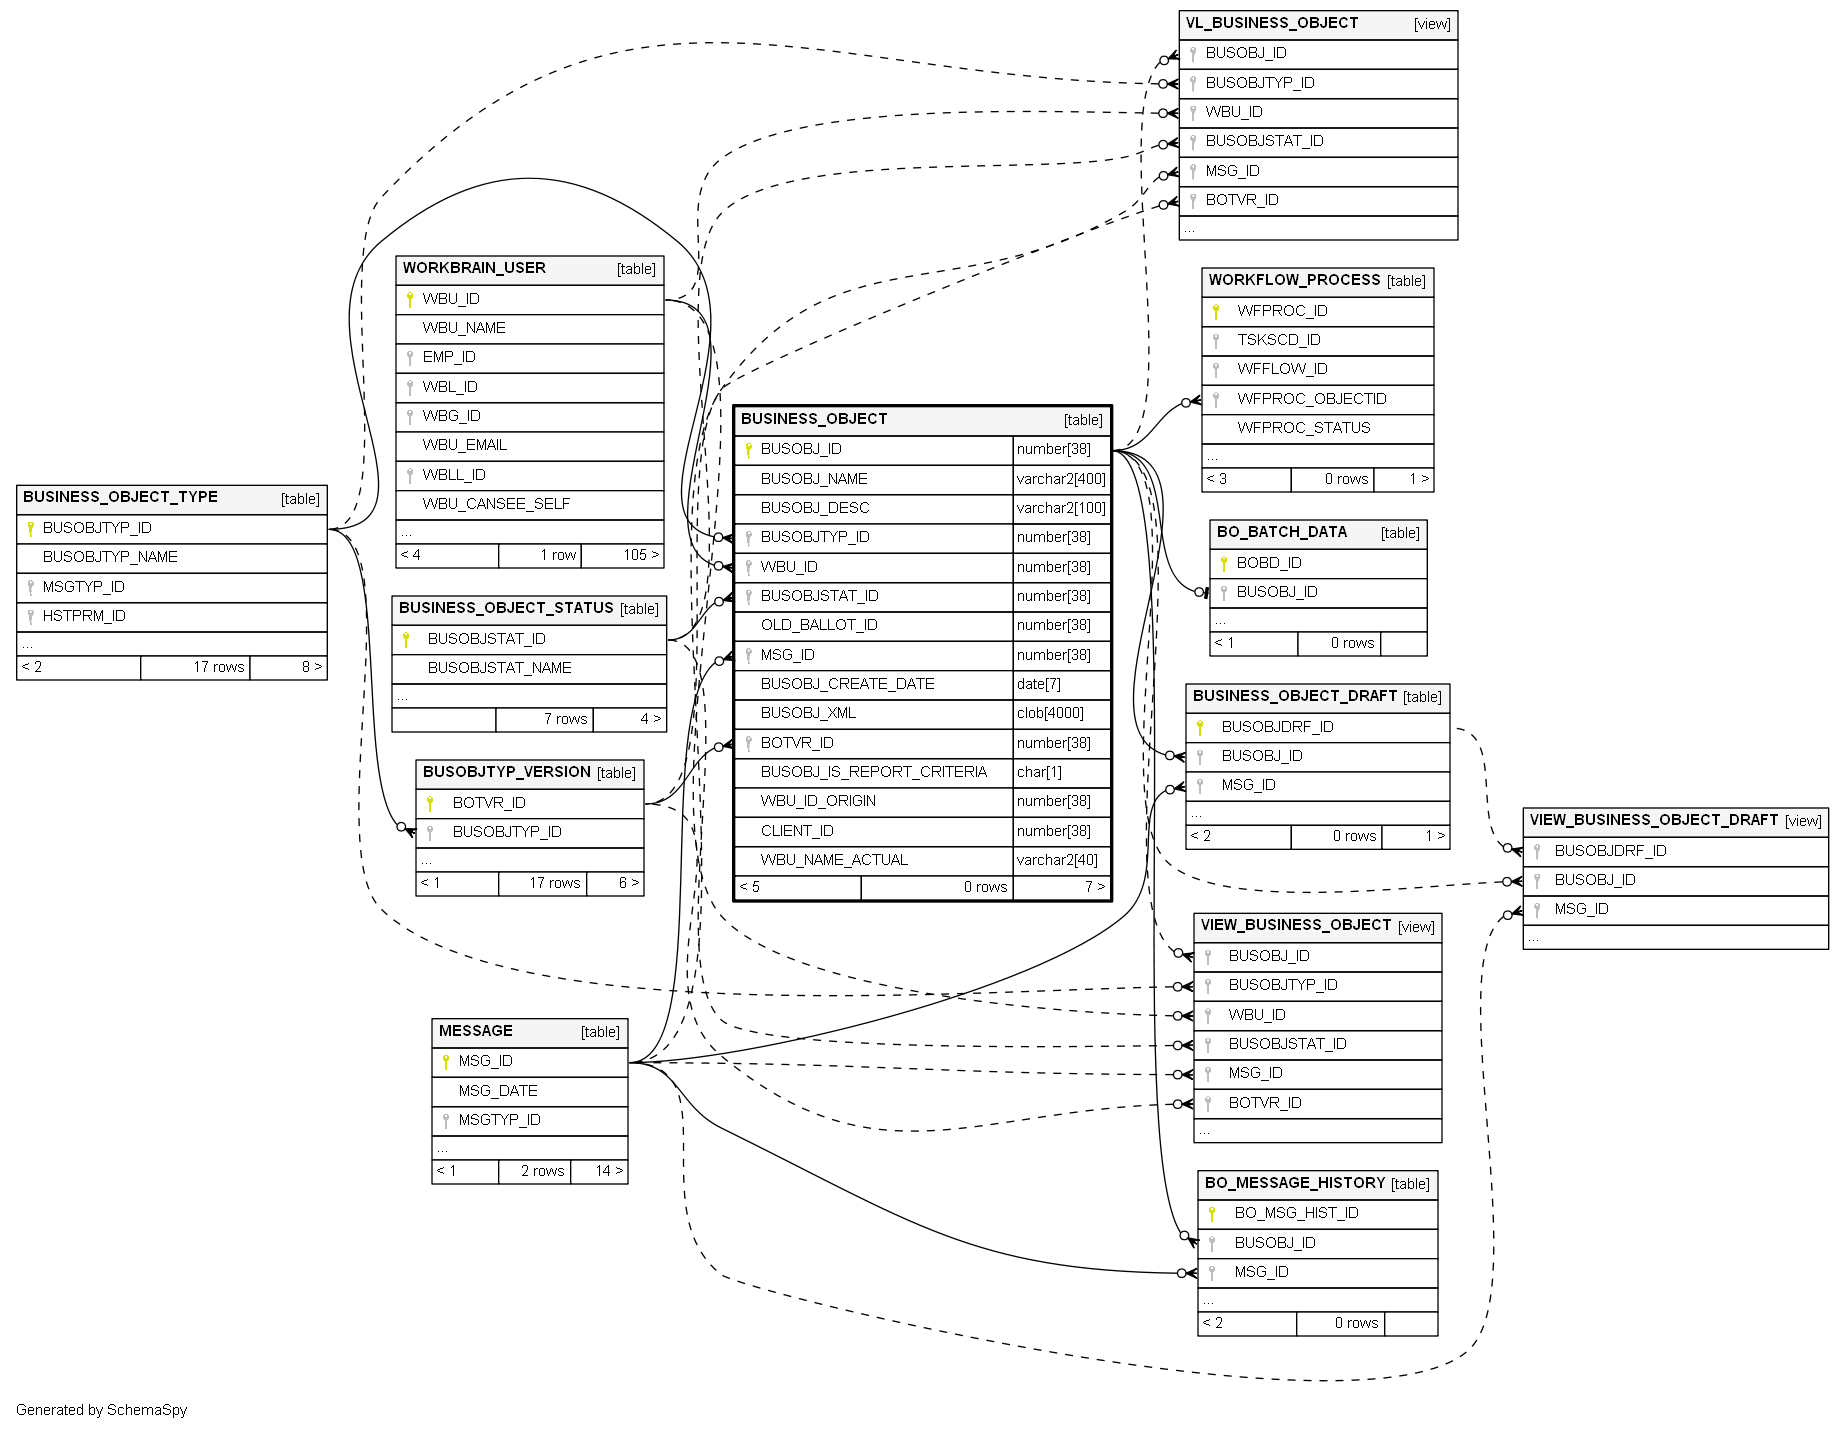 VL_BUSINESS_OBJECT [view]
BUSOBJ_ID
BUSOBJTYP_ID
WBU_ID
BUSOBJSTAT_ID
MSG_ID
BOTVR_ID
...
WORKBRAIN_USER [table]
WBU_ID
WBU_NAME
EMP_ID
WBL_ID
WBG_ID
WBU_EMAIL
WBLL_ID
WBU_CANSEE_SELF
...
< 4 1 row 105 >
WORKFLOW_PROCESS [table]
WFPROC_ID
TSKSCD_ID
WFFLOW_ID
WFPROC_OBJECTID
WFPROC_STATUS
...
< 3 0 rows 1 >
BUSINESS_OBJECT [table]
BUSOBJ_ID number[38]
BUSOBJ_NAME varchar2[400]
BUSOBJ_DESC varchar2[100]
BUSOBJTYP_ID number[38]
WBU_ID number[38]
BUSOBJSTAT_ID number[38]
OLD_BALLOT_ID number[38]
MSG_ID number[38]
BUSOBJ_CREATE_DATE date[7]
BUSOBJ_XML clob[4000]
BOTVR_ID number[38]
BUSOBJ_IS_REPORT_CRITERIA char[1]
WBU_ID_ORIGIN number[38]
CLIENT_ID number[38]
WBU_NAME_ACTUAL varchar2[40]
< 5 0 rows 7 >
BUSINESS_OBJECT_TYPE [table]
BUSOBJTYP_ID
BUSOBJTYP_NAME
MSGTYP_ID
HSTPRM_ID
...
< 2 17 rows 8 >
BO_BATCH_DATA [table]
BOBD_ID
BUSOBJ_ID
...
< 1 0 rows
BUSINESS_OBJECT_STATUS [table]
BUSOBJSTAT_ID
BUSOBJSTAT_NAME
...
7 rows 4 >
BUSINESS_OBJECT_DRAFT [table]
BUSOBJDRF_ID
BUSOBJ_ID
MSG_ID
...
< 2 0 rows 1 >
BUSOBJTYP_VERSION [table]
BOTVR_ID
BUSOBJTYP_ID
...
< 1 17 rows 6 >
VIEW_BUSINESS_OBJECT_DRAFT [view]
BUSOBJDRF_ID
BUSOBJ_ID
MSG_ID
...
VIEW_BUSINESS_OBJECT [view]
BUSOBJ_ID
BUSOBJTYP_ID
WBU_ID
BUSOBJSTAT_ID
MSG_ID
BOTVR_ID
...
MESSAGE [table]
MSG_ID
MSG_DATE
MSGTYP_ID
...
< 1 2 rows 14 >
BO_MESSAGE_HISTORY [table]
BO_MSG_HIST_ID
BUSOBJ_ID
MSG_ID
...
< 2 0 rows
Generated by SchemaSpy